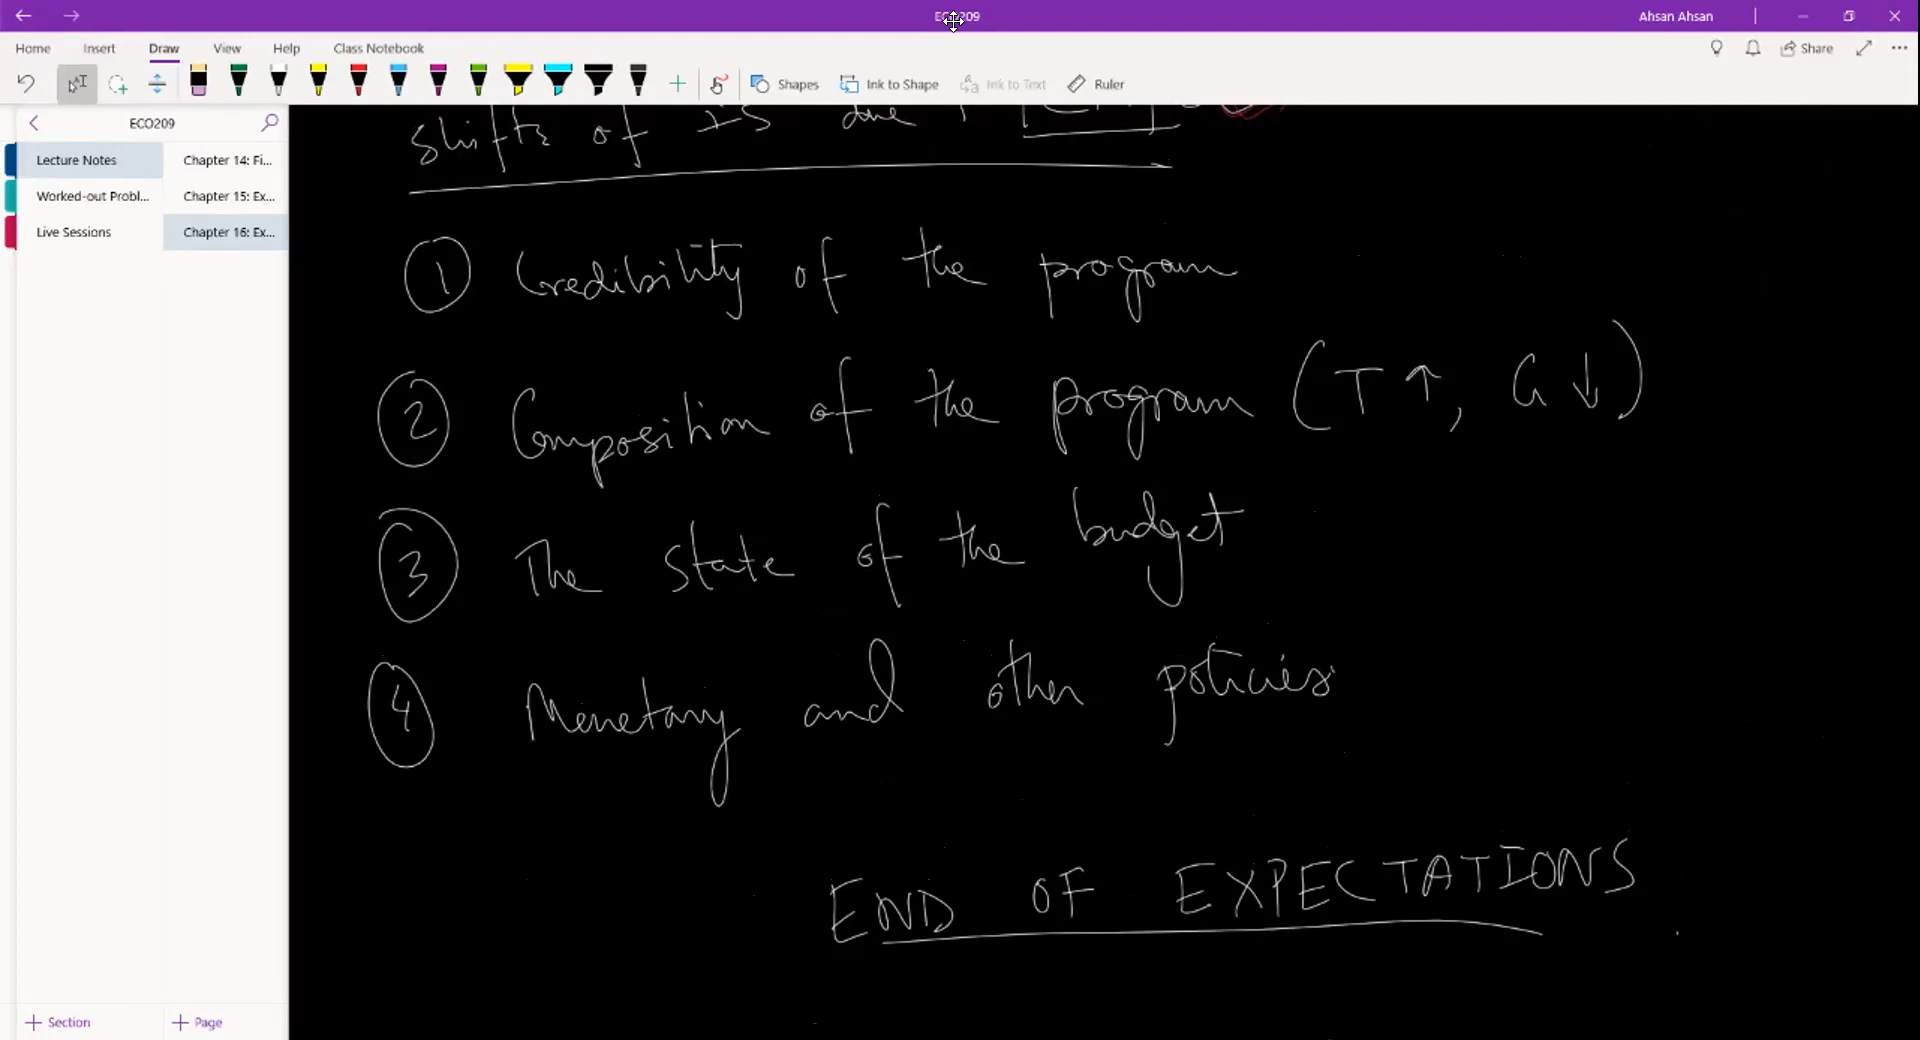 ECO209
Ahsan Ahsan
Home Insert Draw View Help Class Notebook
Share
Shapes Ink to Shape Ink to Text Ruler
ECO209
Lecture Notes
Worked-out Probl...
Live Sessions
Chapter 14: Fi...
Chapter 15: Ex...
Chapter 16: Ex...
Shifts of IS due
① Credibility of the program
② Composition of the program (T ↑, G ↓)
③ The state of the budget
④ Monetary and other policies
END OF EXPECTATIONS
Section
Page